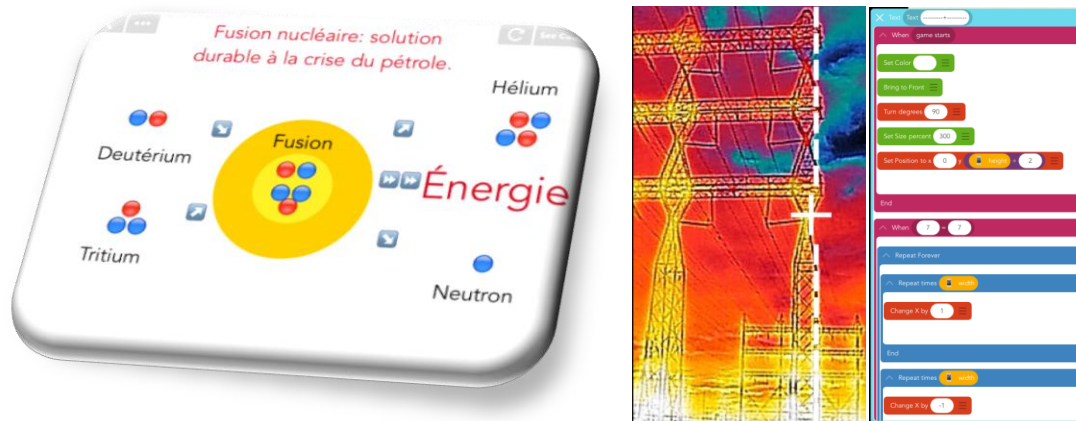 Fusion nucléaire: solution
durable à la crise du pétrole.
Hélium
Deutérium
Fusion
Énergie
Tritium
Neutron
Text Text
When game starts
Set Color
Bring to Front
Turn degrees 90
Set Size percent 300
Set Position to x 0 y height ÷ 2
End
When 7 = 7
Repeat Forever
Repeat times width
Change X by 1
End
Repeat times width
Change X by -1